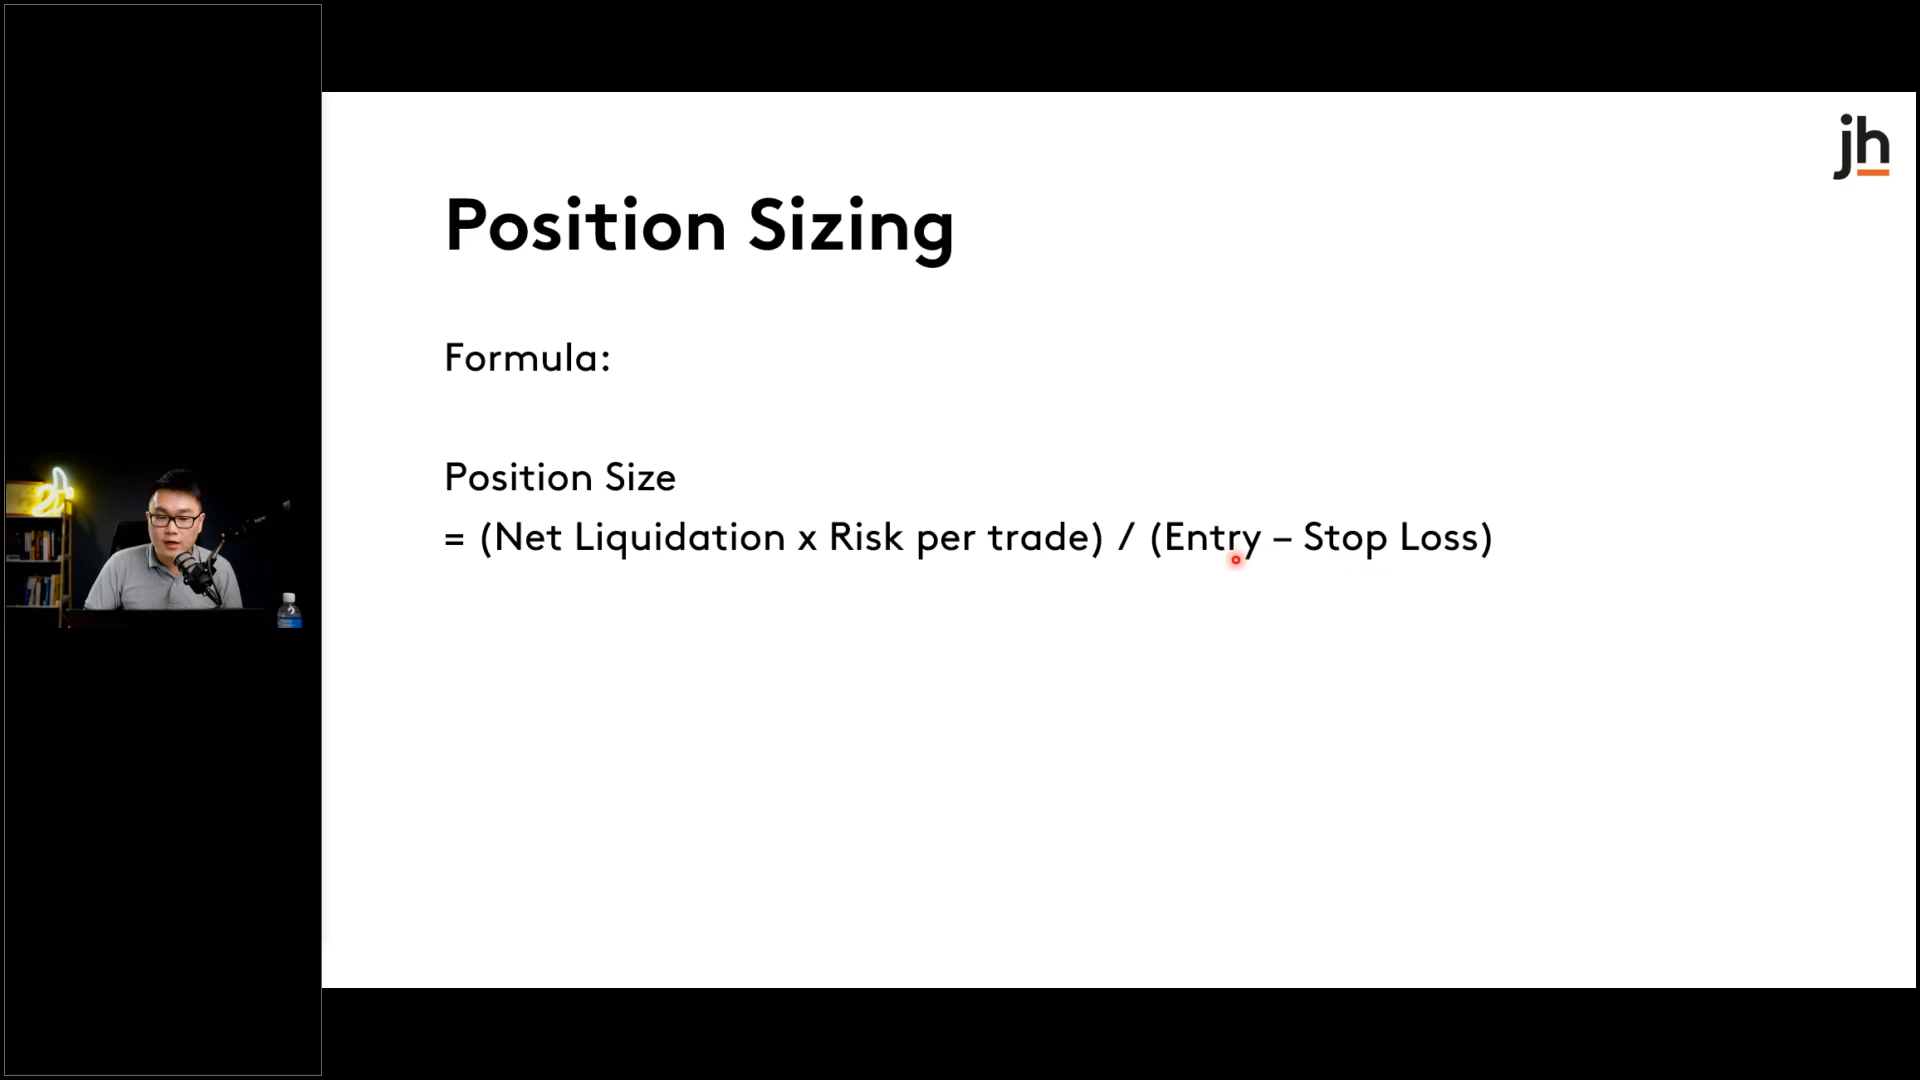 jh
Position Sizing
Formula:
Position Size
= (Net Liquidation x Risk per trade) / (Entry – Stop Loss)